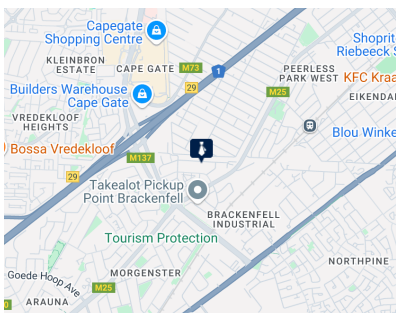 Capegate
Shopping Centre
Shoprit
Riebeeck S
KLEINBRON
ESTATE
CAPE GATE
M73
1
PEERLESS
PARK WEST
KFC Kraa
Builders Warehouse
Cape Gate
29
M25
EIKENDA
VREDEKLOOF
HEIGHTS
Blou Winke
Bossa Vredekloof
M137
29
Takealot Pickup
Point Brackenfell
BRACKENFELL
INDUSTRIAL
Tourism Protection
NORTHPINE
Goede Hoop Ave
MORGENSTER
M25
ARAUNA